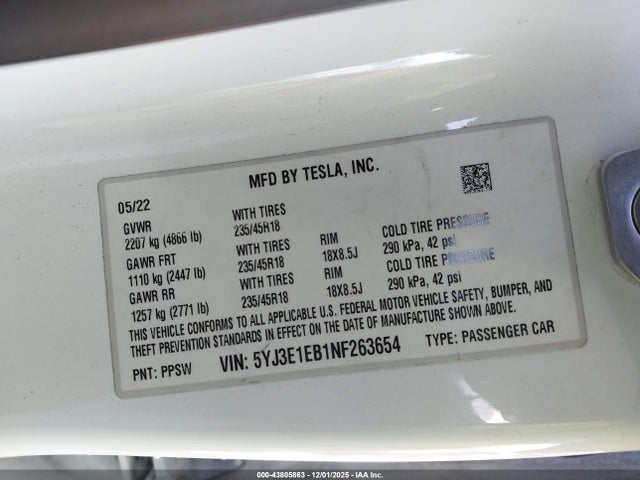 MFD BY TESLA, INC.
05/22
GVWR WITH TIRES
2207 kg (4866 lb) 235/45R18 RIM COLD TIRE PRESSURE
GAWR FRT WITH TIRES 18X8.5J 290 kPa, 42 psi
1110 kg (2447 lb) 235/45R18 RIM COLD TIRE PRESSURE
GAWR RR WITH TIRES 18X8.5J 290 kPa, 42 psi
1257 kg (2771 lb) 235/45R18
THIS VEHICLE CONFORMS TO ALL APPLICABLE U.S. FEDERAL MOTOR VEHICLE SAFETY, BUMPER, AND
THEFT PREVENTION STANDARDS IN EFFECT ON THE DATE OF MANUFACTURE SHOWN ABOVE.
PNT: PPSW VIN: 5YJ3E1EB1NF263654 TYPE: PASSENGER CAR
000-43805863 - 12/01/2025 - IAA Inc.